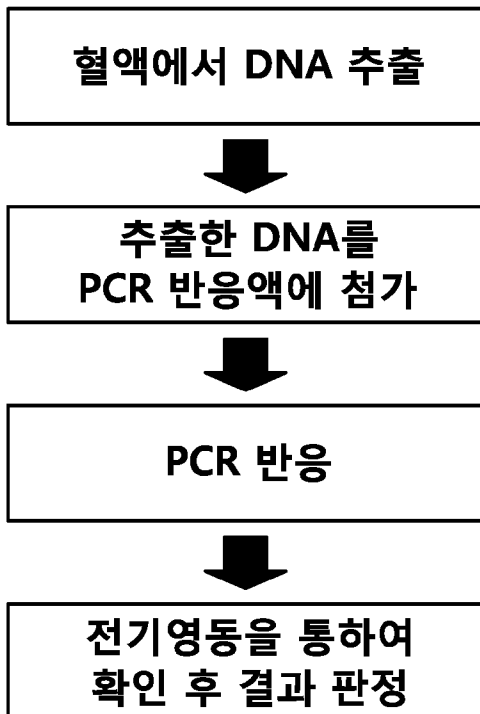 혈액에서 DNA 추출
추출한 DNA를
PCR 반응액에 첨가
PCR 반응
전기영동을 통하여
확인 후 결과 판정